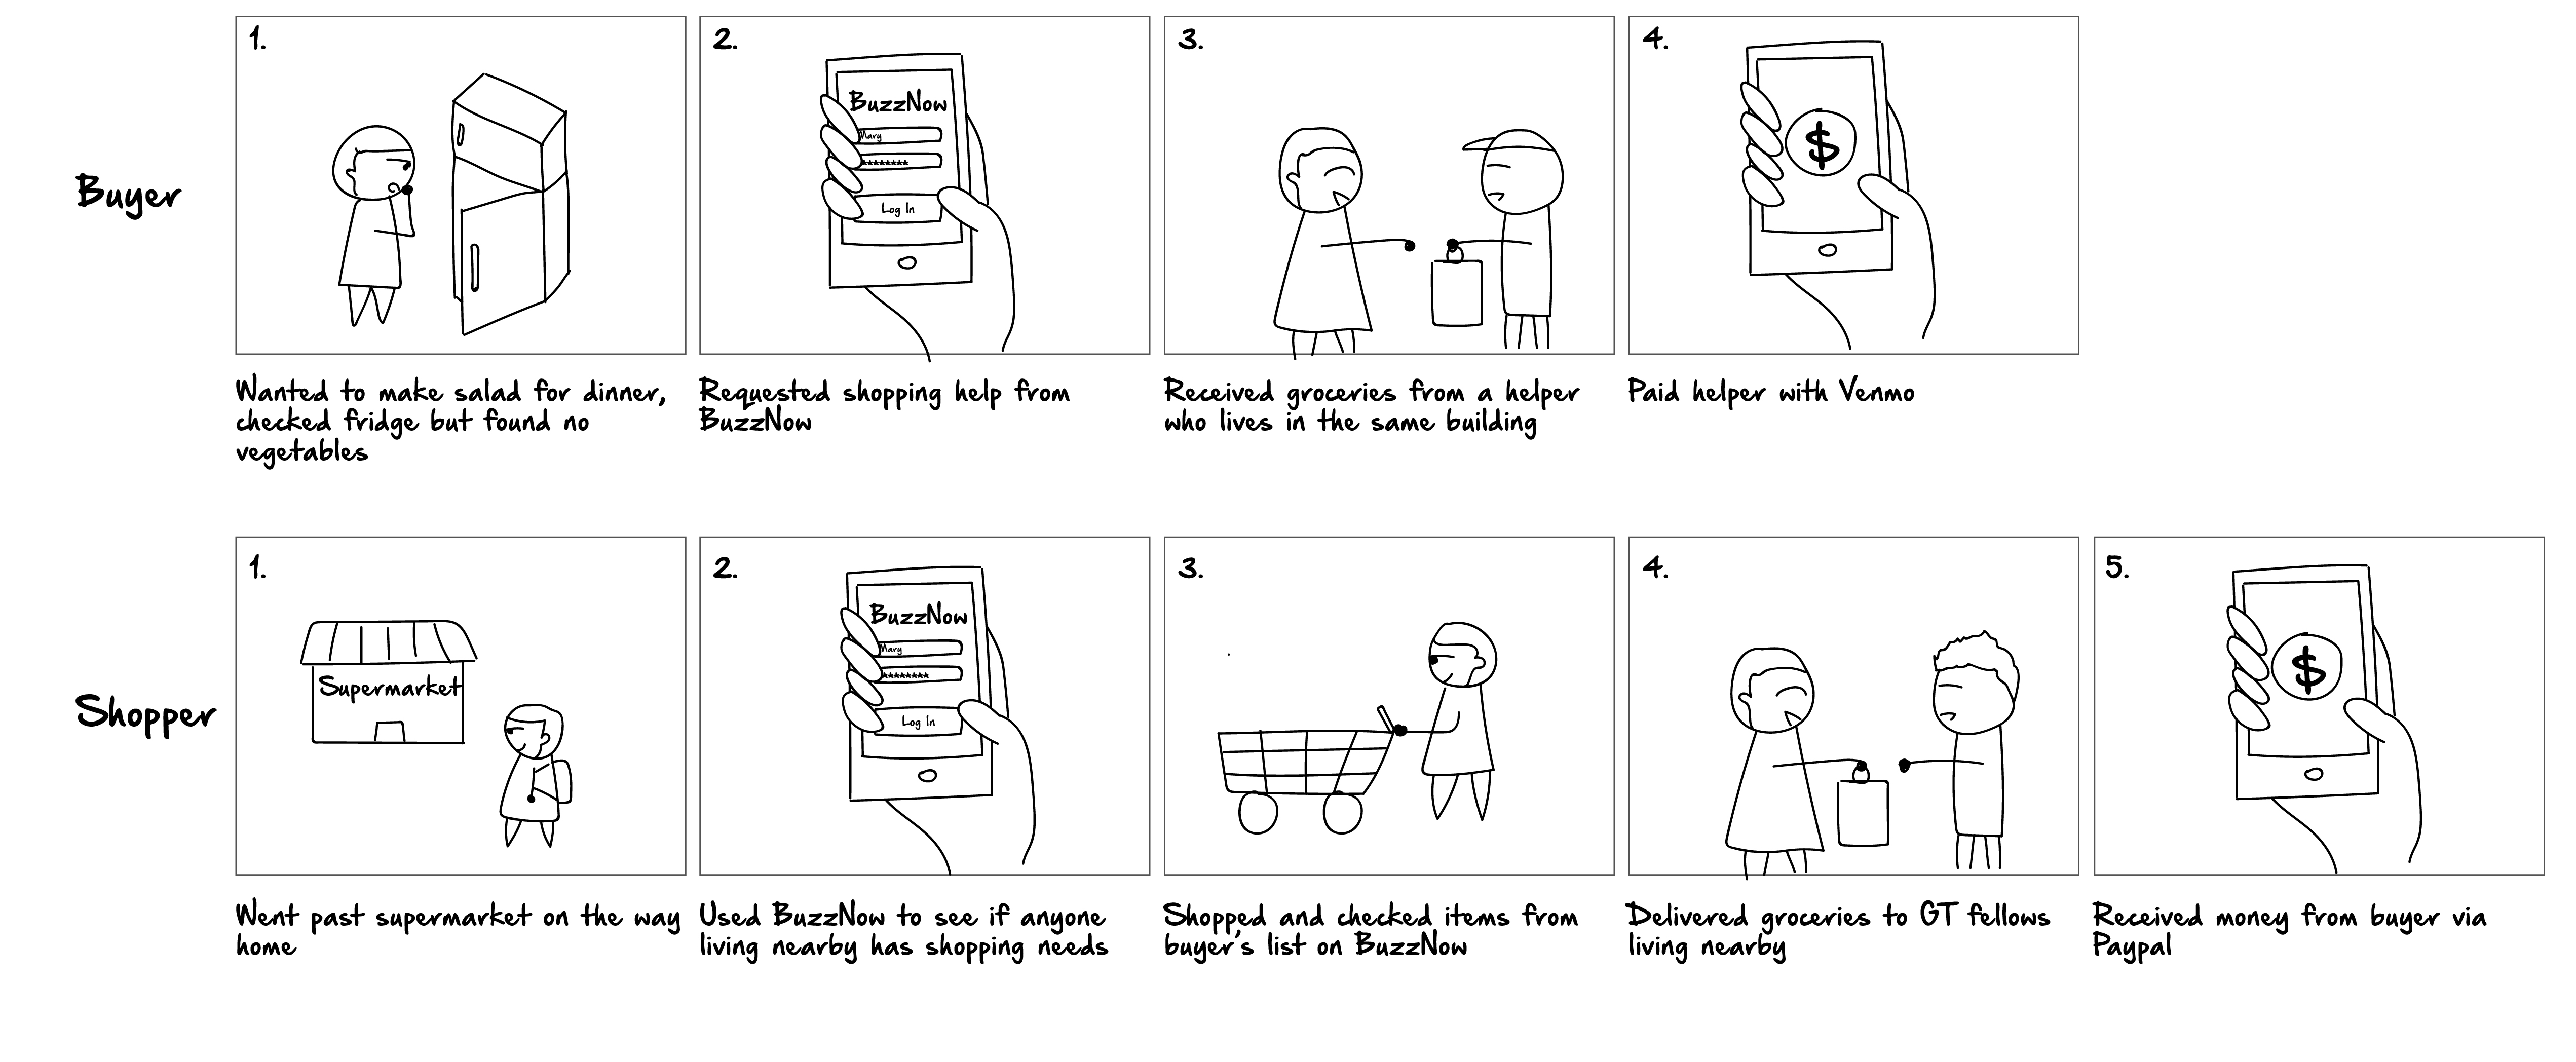 Buyer
1.
Wanted to make salad for dinner,
checked fridge but found no
vegetables
2.
BuzzNow
Mary
********
Log In
Requested shopping help from
BuzzNow
3.
Received groceries from a helper
who lives in the same building
4.
$
Paid helper with Venmo
Shopper
1.
Supermarket
Went past supermarket on the way
home
2.
BuzzNow
Mary
********
Log In
Used BuzzNow to see if anyone
living nearby has shopping needs
3.
Shopped and checked items from
buyer's list on BuzzNow
4.
Delivered groceries to GT fellows
living nearby
5.
$
Received money from buyer via
Paypal